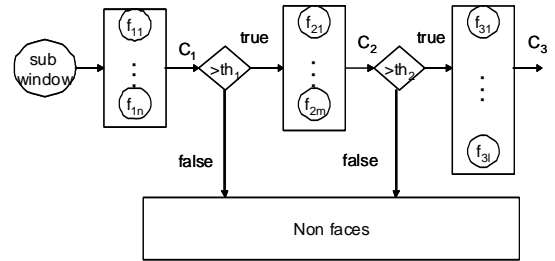 sub
window
f11
⋮
f1n
C1
>th1
true
false
f21
⋮
f2m
C2
>th2
true
false
f31
⋮
f3l
C3
Non faces